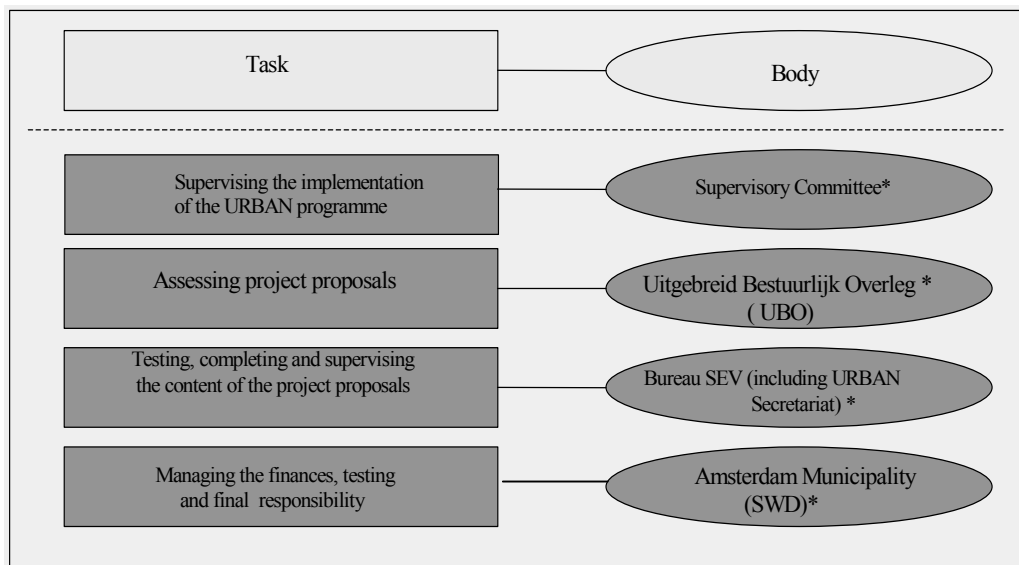 Task
Body
Supervising the implementation
of the URBAN programme
Supervisory Committee*
Assessing project proposals
Uitgebreid Bestuurlijk Overleg *
( UBO)
Testing, completing and supervising
the content of the project proposals
Bureau SEV (including URBAN
Secretariat) *
Managing the finances, testing
and final responsibility
Amsterdam Municipality
(SWD)*